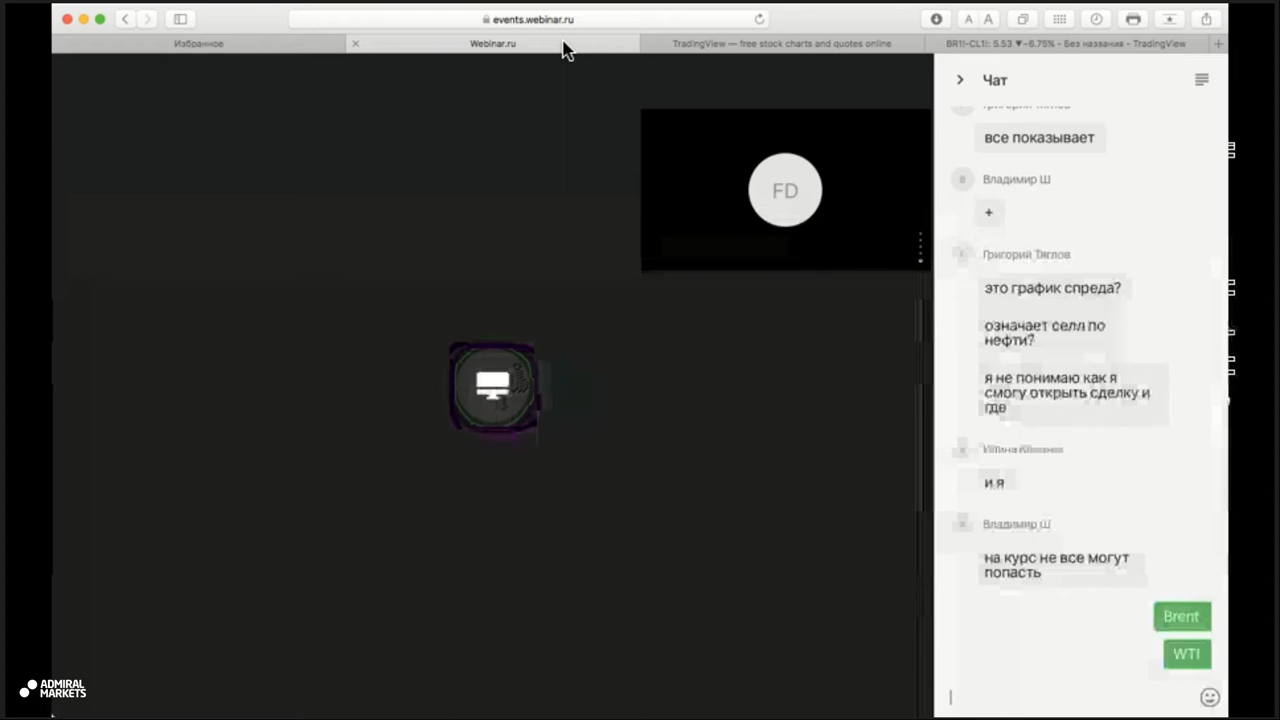 events.webinar.ru
A A
Избранное
Webinar.ru
TradingView — free stock charts and quotes online
BR1!-CL1!: 5.53 ▼−6.75% - Без названия - TradingView
Чат
все показывает
В
Владимир Ш
+
Григорий Тяглов
это график спреда?
означает селл по
нефти?
я не понимаю как я
смогу открыть сделку и
где
и я
Владимир Ш
на курс не все могут
попасть
Brent
WTI
FD
ADMIRAL
MARKETS